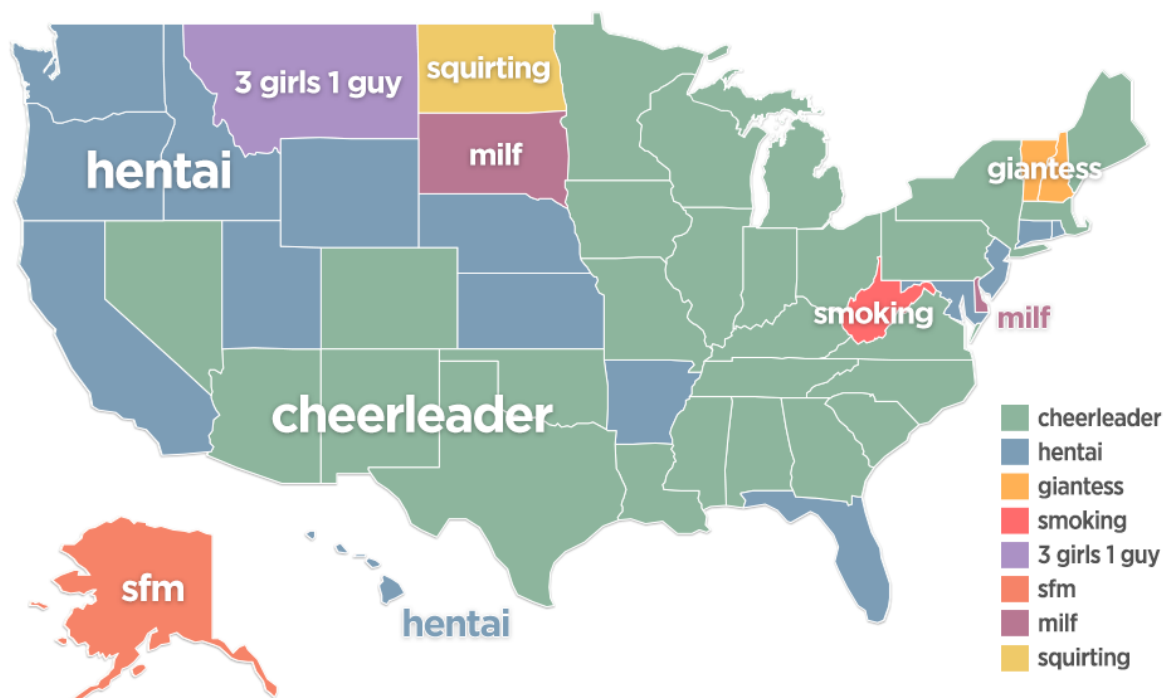 3 girls 1 guy
squirting
hentai
milf
giantess
smoking
milf
cheerleader
sfm
hentai
cheerleader
hentai
giantess
smoking
3 girls 1 guy
sfm
milf
squirting